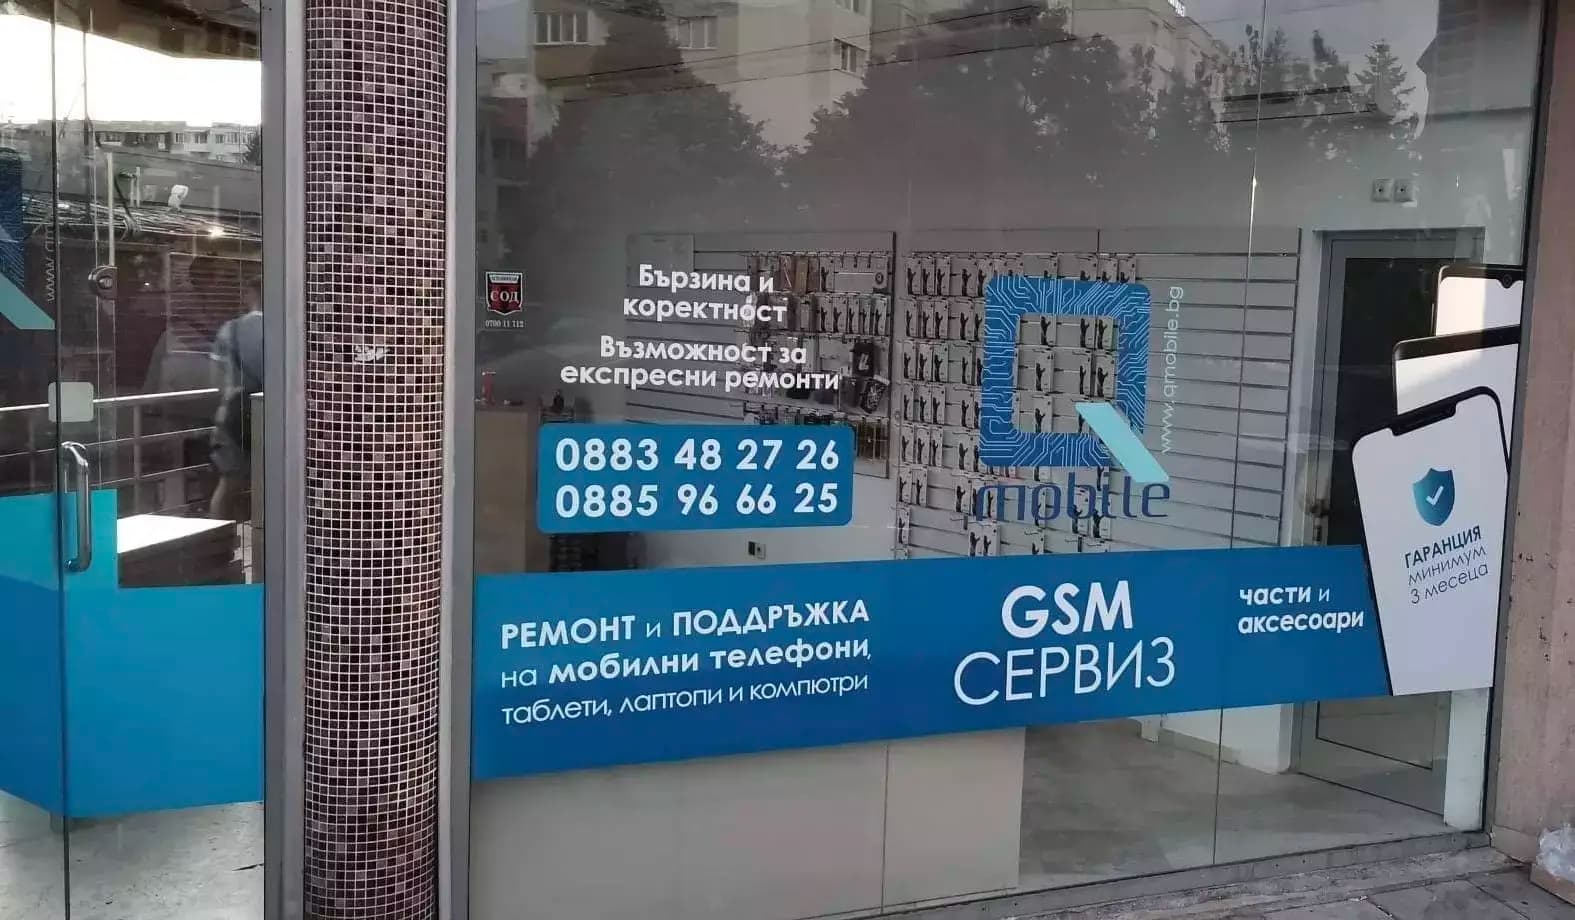 Бързина и
коректност
Възможност за
експресни ремонти
0883 48 27 26
0885 96 66 25
СОД
0700 11 112
Q
mobile
www.qmobile.bg
РЕМОНТ и ПОДДРЪЖКА
на мобилни телефони,
таблети, лаптопи и компютри
GSM
СЕРВИЗ
части и
аксесоари
ГАРАНЦИЯ
минимум
3 месеца